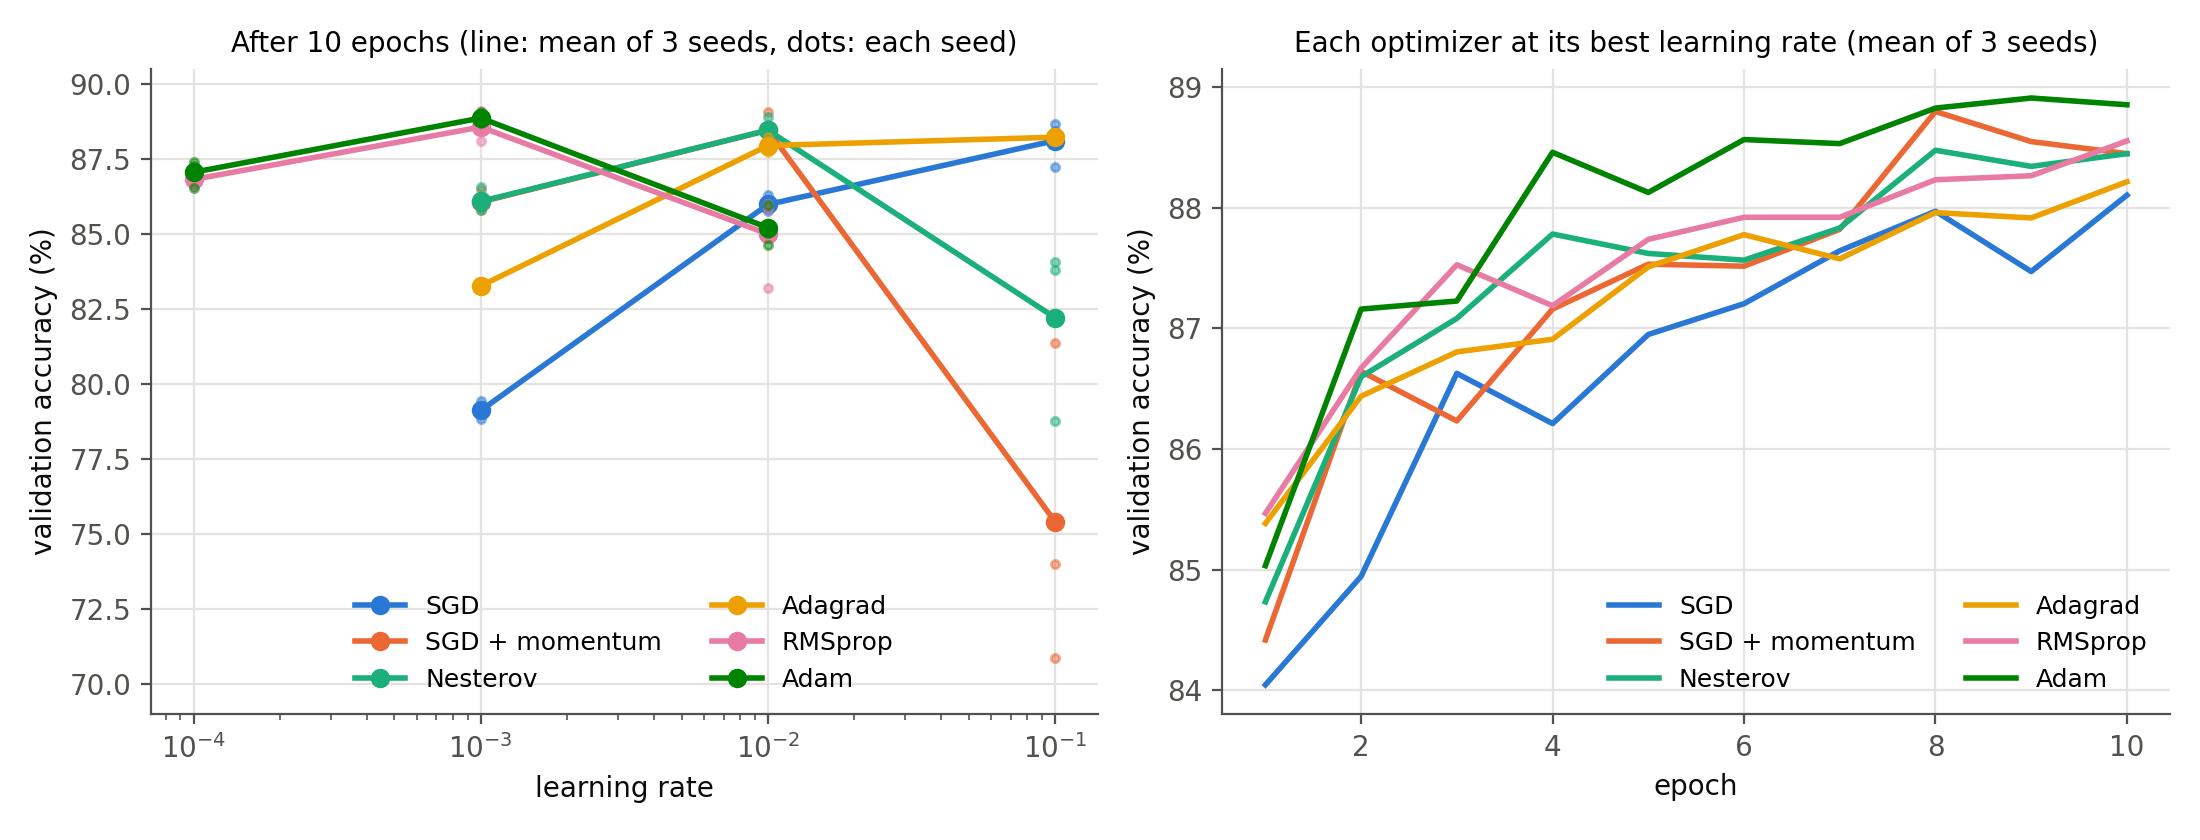 After 10 epochs (line: mean of 3 seeds, dots: each seed)
validation accuracy (%)
90.0
87.5
85.0
82.5
80.0
77.5
75.0
72.5
70.0
SGD
SGD + momentum
Nesterov
Adagrad
RMSprop
Adam
10⁻⁴ 10⁻³ 10⁻² 10⁻¹
learning rate
Each optimizer at its best learning rate (mean of 3 seeds)
validation accuracy (%)
89
88
87
86
85
84
SGD
SGD + momentum
Nesterov
Adagrad
RMSprop
Adam
2 4 6 8 10
epoch